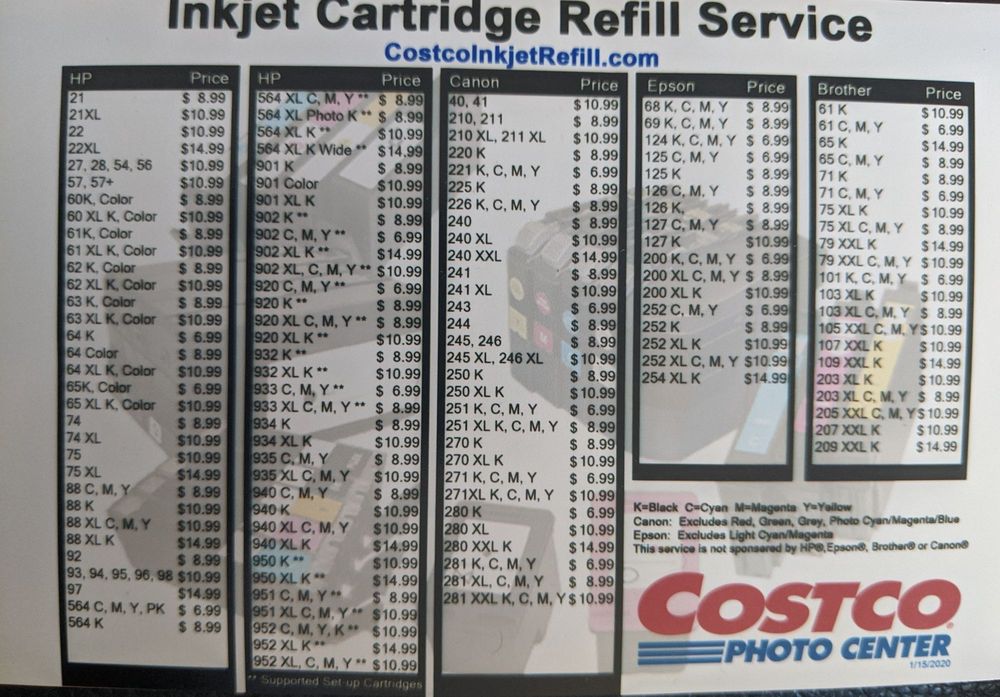 Inkjet Cartridge Refill Service
CostcoInkjetRefill.com
HP Price
21 $ 8.99
21XL $10.99
22 $10.99
22XL $14.99
27, 28, 54, 56 $10.99
57, 57+ $10.99
60K, Color $ 8.99
60 XL K, Color $10.99
61K, Color $ 8.99
61 XL K, Color $10.99
62 K, Color $ 8.99
62 XL K, Color $10.99
63 K, Color $ 8.99
63 XL K, Color $10.99
64 K $ 6.99
64 Color $ 8.99
64 XL K, Color $10.99
65K, Color $ 6.99
65 XL K, Color $10.99
74 $ 8.99
74 XL $10.99
75 $10.99
75 XL $14.99
88 C, M, Y $ 8.99
88 K $10.99
88 XL C, M, Y $10.99
88 XL K $14.99
92 $ 8.99
93, 94, 95, 96, 98 $10.99
97 $14.99
564 C, M, Y, PK $ 6.99
564 K $ 8.99
HP Price
564 XL C, M, Y ** $ 8.99
564 XL Photo K ** $ 8.99
564 XL K ** $10.99
564 XL K Wide ** $14.99
901 K $ 8.99
901 Color $10.99
901 XL K $10.99
902 K ** $ 8.99
902 C, M, Y ** $ 6.99
902 XL K ** $14.99
902 XL, C, M, Y ** $10.99
920 C, M, Y ** $ 6.99
920 K ** $ 8.99
920 XL C, M, Y ** $ 8.99
920 XL K ** $10.99
932 K ** $ 8.99
932 XL K ** $10.99
933 C, M, Y ** $ 6.99
933 XL C, M, Y ** $ 8.99
934 K $ 8.99
934 XL K $10.99
935 C, M, Y $ 8.99
935 XL C, M, Y $10.99
940 C, M, Y $ 8.99
940 K $10.99
940 XL C, M, Y $10.99
940 XL K $14.99
950 K ** $10.99
950 XL K ** $14.99
951 C, M, Y ** $ 8.99
951 XL C, M, Y ** $10.99
952 C, M, Y, K ** $10.99
952 XL K ** $14.99
952 XL, C, M, Y ** $10.99
** Supported Set-up Cartridges
Canon Price
40, 41 $10.99
210, 211 $ 8.99
210 XL, 211 XL $10.99
220 K $ 8.99
221 K, C, M, Y $ 6.99
225 K $ 8.99
226 K, C, M, Y $ 8.99
240 $ 8.99
240 XL $10.99
240 XXL $14.99
241 $ 8.99
241 XL $10.99
243 $ 6.99
244 $ 8.99
245, 246 $ 8.99
245 XL, 246 XL $10.99
250 K $ 8.99
250 XL K $10.99
251 K, C, M, Y $ 6.99
251 XL K, C, M, Y $ 8.99
270 K $ 8.99
270 XL K $10.99
271 K, C, M, Y $ 6.99
271XL K, C, M, Y $10.99
280 K $ 6.99
280 XL $10.99
280 XXL K $14.99
281 K, C, M, Y $ 6.99
281 XL, C, M, Y $ 8.99
281 XXL K, C, M, Y $10.99
Epson Price
68 K, C, M, Y $ 8.99
69 K, C, M, Y $ 8.99
124 K, C, M, Y $ 6.99
125 C, M, Y $ 6.99
125 K $ 8.99
126 C, M, Y $ 8.99
126 K, $ 8.99
127 C, M, Y $ 8.99
127 K $10.99
200 K, C, M, Y $ 6.99
200 XL C, M, Y $ 8.99
200 XL K $10.99
252 C, M, Y $ 6.99
252 K $ 8.99
252 XL K $10.99
252 XL C, M, Y $10.99
254 XL K $14.99
Brother Price
61 K $10.99
61 C, M, Y $ 6.99
65 K $14.99
65 C, M, Y $ 8.99
71 K $ 8.99
71 C, M, Y $ 6.99
75 XL K $10.99
75 XL C, M, Y $ 8.99
79 XXL K $14.99
79 XXL C, M, Y $10.99
101 K, C, M, Y $ 6.99
103 XL K $10.99
103 XL C, M, Y $ 8.99
105 XXL C, M, Y $10.99
107 XXL K $10.99
109 XXL K $14.99
203 XL K $10.99
203 XL C, M, Y $ 8.99
205 XXL C, M, Y $10.99
207 XXL K $10.99
209 XXL K $14.99
K=Black C=Cyan M=Magenta Y=Yellow
Canon: Excludes Red, Green, Grey, Photo Cyan/Magenta/Blue
Epson: Excludes Light Cyan/Magenta
This service is not sponsered by HP®, Epson®, Brother® or Canon®
COSTCO®
PHOTO CENTER
1/15/2020